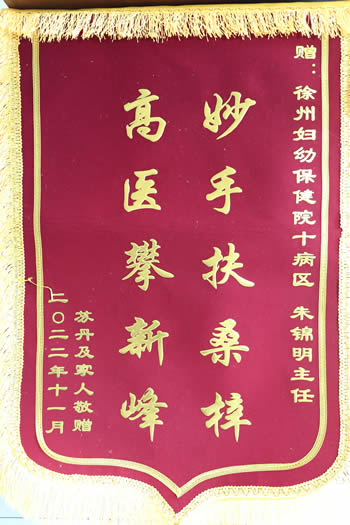 赠：徐州妇幼保健院十病区 朱锦明主任
妙手扶桑梓
高医攀新峰
苏丹及家人敬赠
二〇二二年十一月